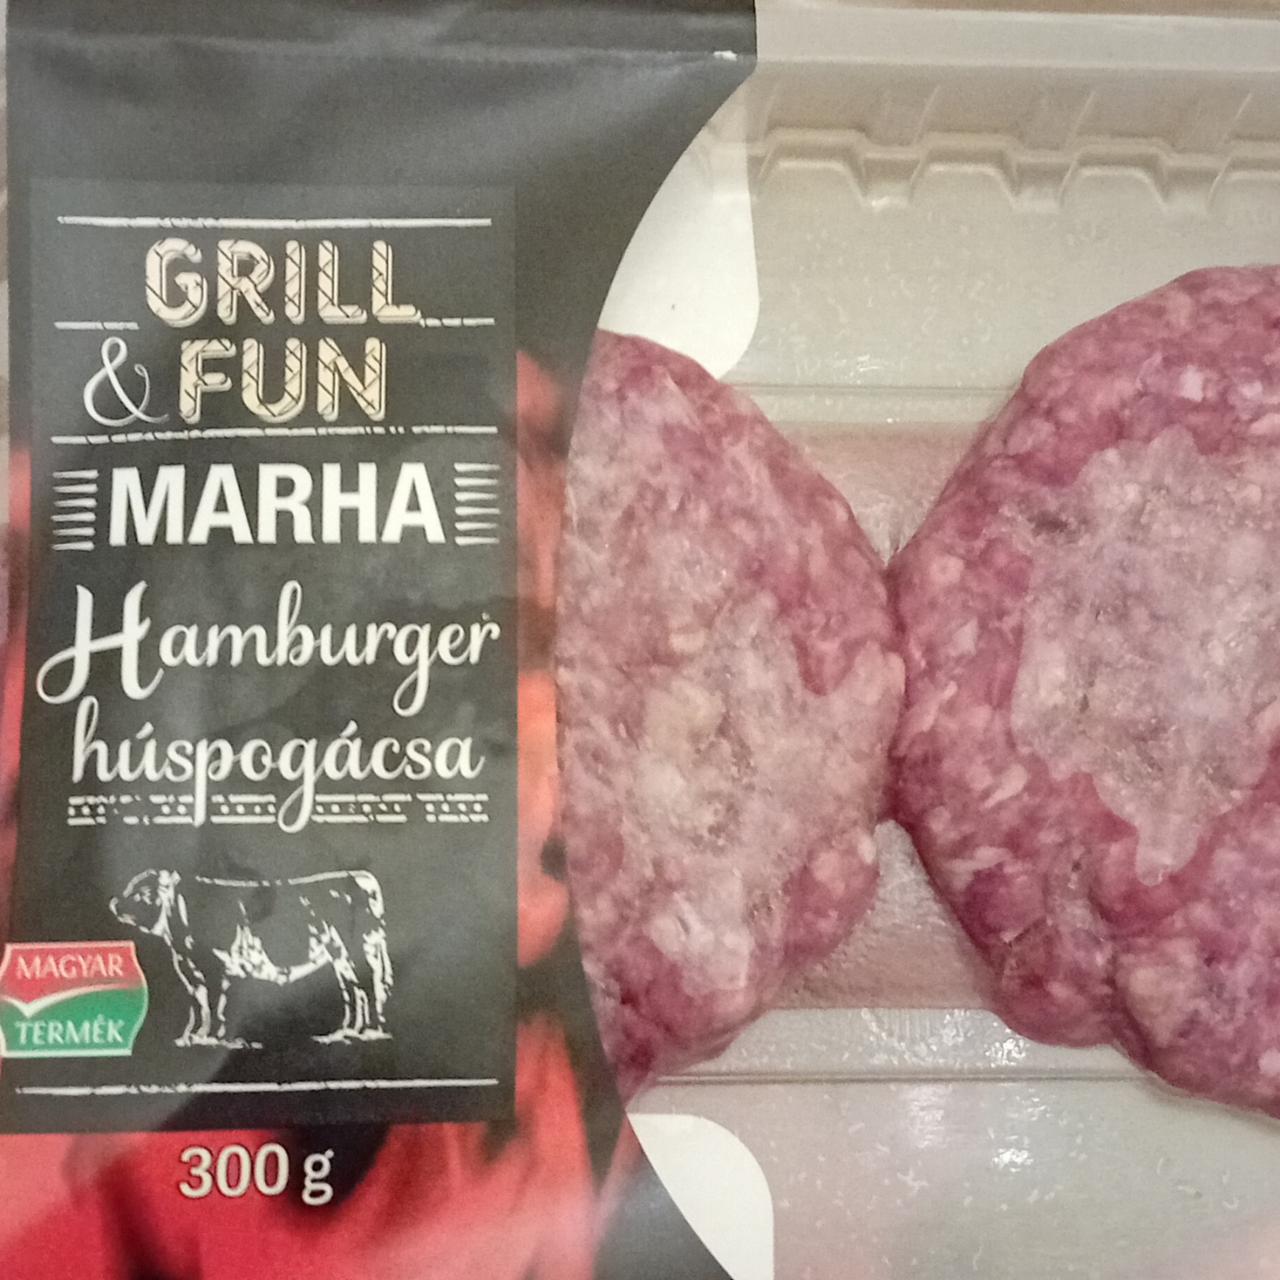 GRILL
& FUN
MARHA
Hamburger
húspogácsa
MAGYAR
TERMÉK
300 g